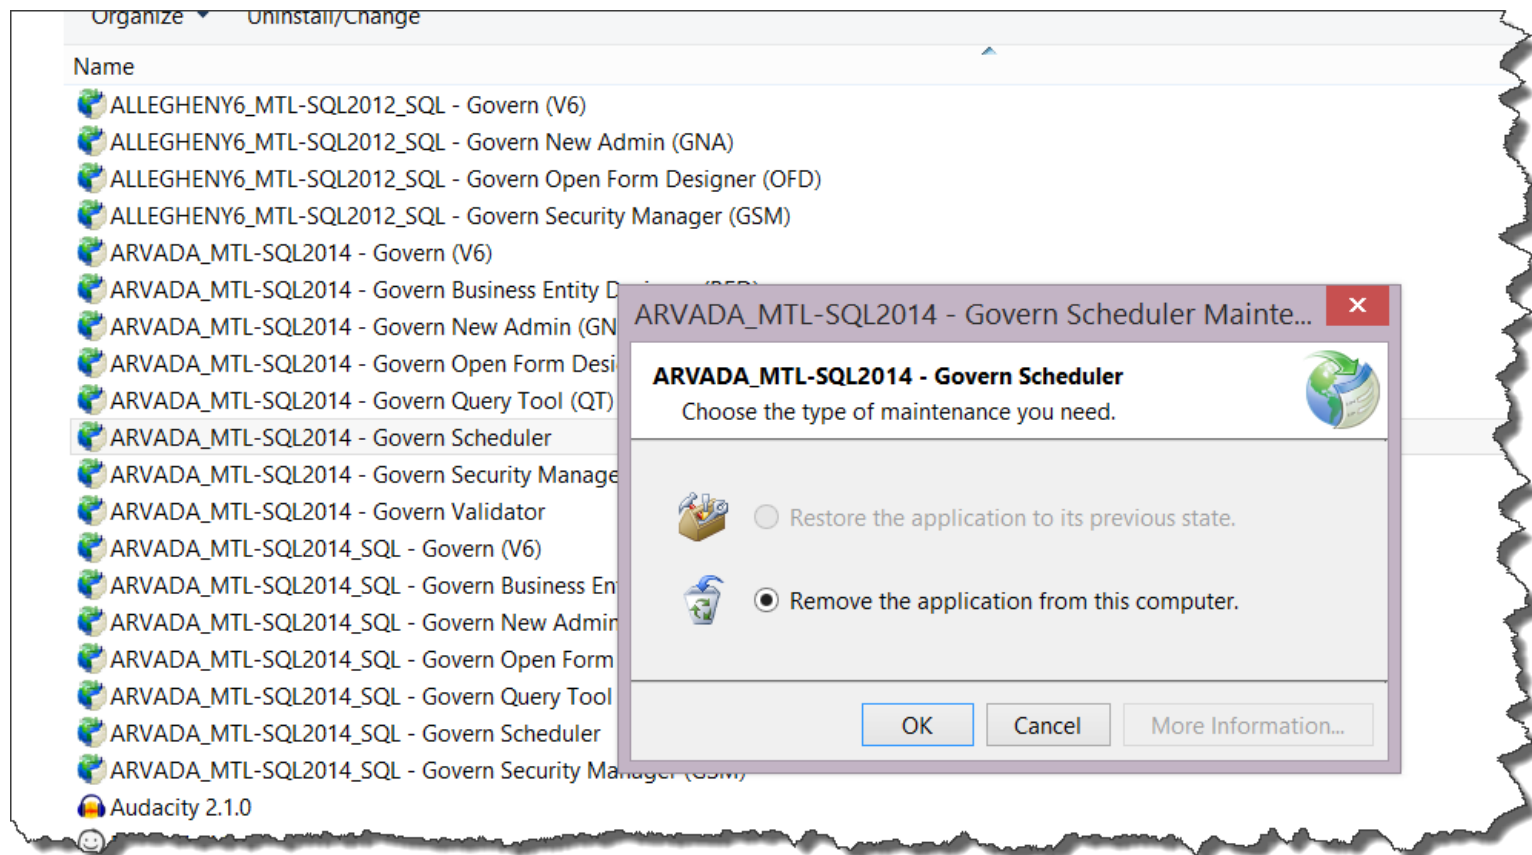 Organize Uninstall/Change
Name
ALLEGHENY6_MTL-SQL2012_SQL - Govern (V6)
ALLEGHENY6_MTL-SQL2012_SQL - Govern New Admin (GNA)
ALLEGHENY6_MTL-SQL2012_SQL - Govern Open Form Designer (OFD)
ALLEGHENY6_MTL-SQL2012_SQL - Govern Security Manager (GSM)
ARVADA_MTL-SQL2014 - Govern (V6)
ARVADA_MTL-SQL2014 - Govern Business Entity
ARVADA_MTL-SQL2014 - Govern New Admin (GN
ARVADA_MTL-SQL2014 - Govern Open Form Desi
ARVADA_MTL-SQL2014 - Govern Query Tool (QT)
ARVADA_MTL-SQL2014 - Govern Scheduler
ARVADA_MTL-SQL2014 - Govern Security Manage
ARVADA_MTL-SQL2014 - Govern Validator
ARVADA_MTL-SQL2014_SQL - Govern (V6)
ARVADA_MTL-SQL2014_SQL - Govern Business En
ARVADA_MTL-SQL2014_SQL - Govern New Admin
ARVADA_MTL-SQL2014_SQL - Govern Open Form
ARVADA_MTL-SQL2014_SQL - Govern Query Tool
ARVADA_MTL-SQL2014_SQL - Govern Scheduler
ARVADA_MTL-SQL2014_SQL - Govern Security Manager (GSM)
Audacity 2.1.0
ARVADA_MTL-SQL2014 - Govern Scheduler Mainte...
ARVADA_MTL-SQL2014 - Govern Scheduler
Choose the type of maintenance you need.
Restore the application to its previous state.
Remove the application from this computer.
OK Cancel More Information...